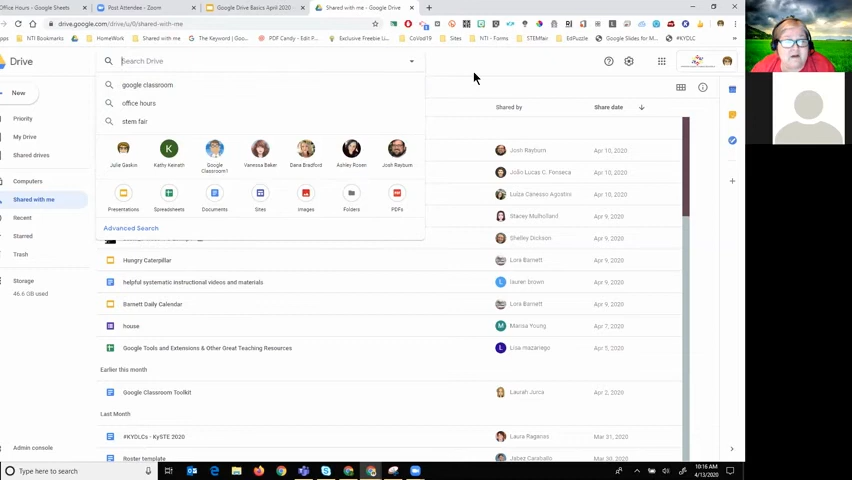 Office Hours - Google Sheets
Post Attendee - Zoom
Google Drive Basics April 2020
Shared with me - Google Drive
drive.google.com/drive/u/0/shared-with-me
NTI Bookmarks
HomeWork
Shared with me
The Keyword | Goo...
PDF Candy - Edit P...
Exclusive Freebie Li...
CoVid19
Sites
NTI - Forms
STEMfair
EdPuzzle
Google Slides for M...
#KYDLC
Drive
Search Drive
New
google classroom
office hours
stem fair
Shared by
Share date
Priority
My Drive
Shared drives
Computers
Shared with me
Recent
Starred
Trash
Storage
46.6 GB used
Admin console
Julie Gaskin
Kathy Keinath
Google Classroom1
Vanessa Baker
Dana Bradford
Ashley Rosen
Josh Rayburn
Presentations
Spreadsheets
Documents
Sites
Images
Folders
PDFs
Advanced Search
Josh Rayburn Apr 10, 2020
João Lucas C. Fonseca Apr 10, 2020
Luiza Canesso Agostini Apr 10, 2020
Stacey Mulholland Apr 9, 2020
Shelley Dickson Apr 9, 2020
Hungry Caterpillar Lora Barnett Apr 9, 2020
helpful systematic instructional videos and materials lauren brown Apr 9, 2020
Barnett Daily Calendar Lora Barnett Apr 9, 2020
house Marisa Young Apr 7, 2020
Google Tools and Extensions & Other Great Teaching Resources Lisa mazariego Apr 5, 2020
Earlier this month
Google Classroom Toolkit Laurah Jurca Apr 2, 2020
Last Month
#KYDLCs - KySTE 2020 Laura Raganas Mar 31, 2020
Roster template Jabez Caraballo Mar 30, 2020
Type here to search
10:16 AM
4/13/2020